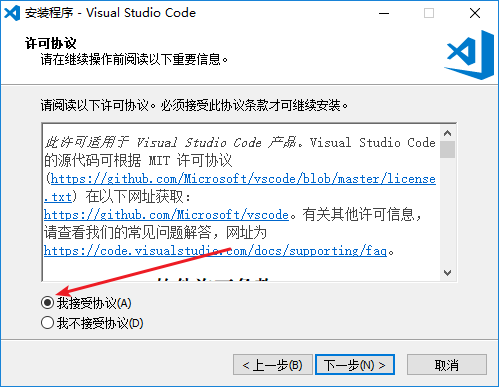 安装程序 - Visual Studio Code
许可协议
请在继续操作前阅读以下重要信息。
请阅读以下许可协议。必须接受此协议条款才可继续安装。
此许可适用于 Visual Studio Code 产品。Visual Studio Code
的源代码可根据 MIT 许可协议
(https://github.com/Microsoft/vscode/blob/master/license
.txt) 在以下网址获取:
https://github.com/Microsoft/vscode。有关其他许可信息，
请查看我们的常见问题解答，网址为
https://code.visualstudio.com/docs/supporting/faq。
我接受协议(A)
我不接受协议(D)
< 上一步(B)
下一步(N) >
取消